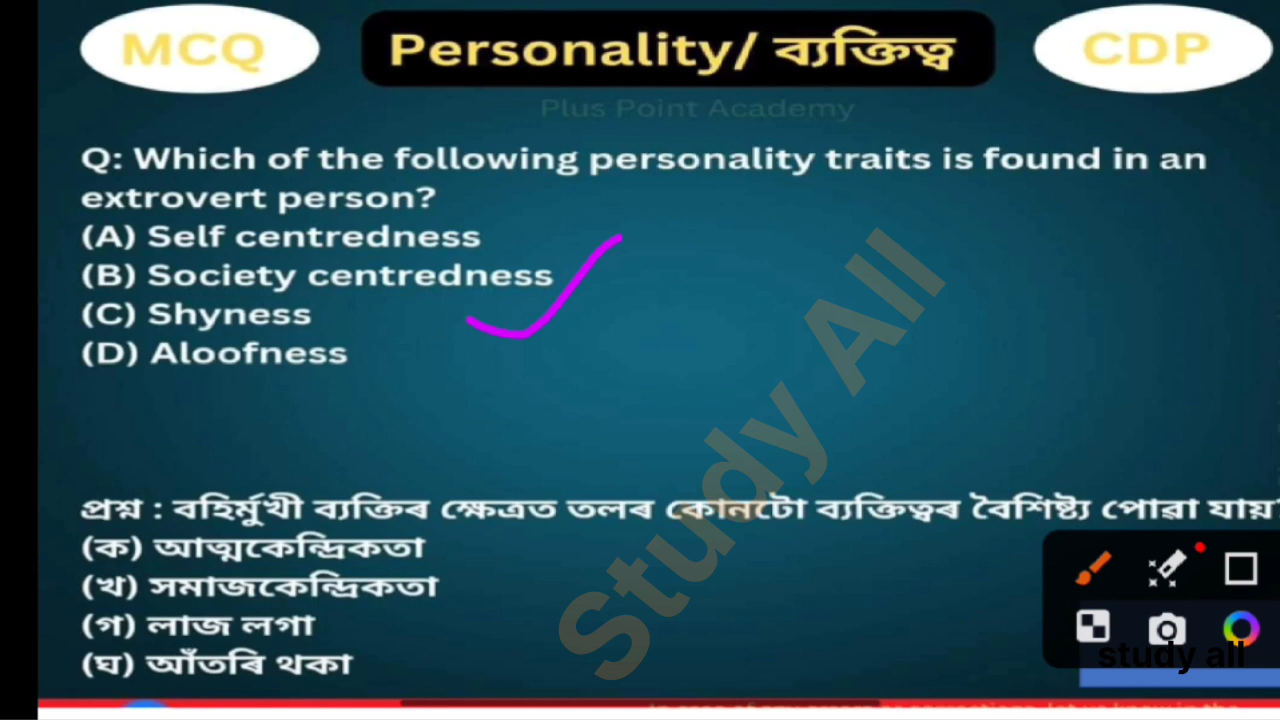 MCQ
Personality/ ব্যক্তিত্ব
CDP
Plus Point Academy
Q: Which of the following personality traits is found in an
extrovert person?
(A) Self centredness
(B) Society centredness
(C) Shyness
(D) Aloofness
Study All
প্ৰশ্ন : বহিৰ্মুখী ব্যক্তিৰ ক্ষেত্ৰত তলৰ কোনটো ব্যক্তিত্বৰ বৈশিষ্ট্য পোৱা যায়
(ক) আত্মকেন্দ্ৰিকতা
(খ) সমাজকেন্দ্ৰিকতা
(গ) লাজ লগা
(ঘ) আঁতৰি থকা
study all